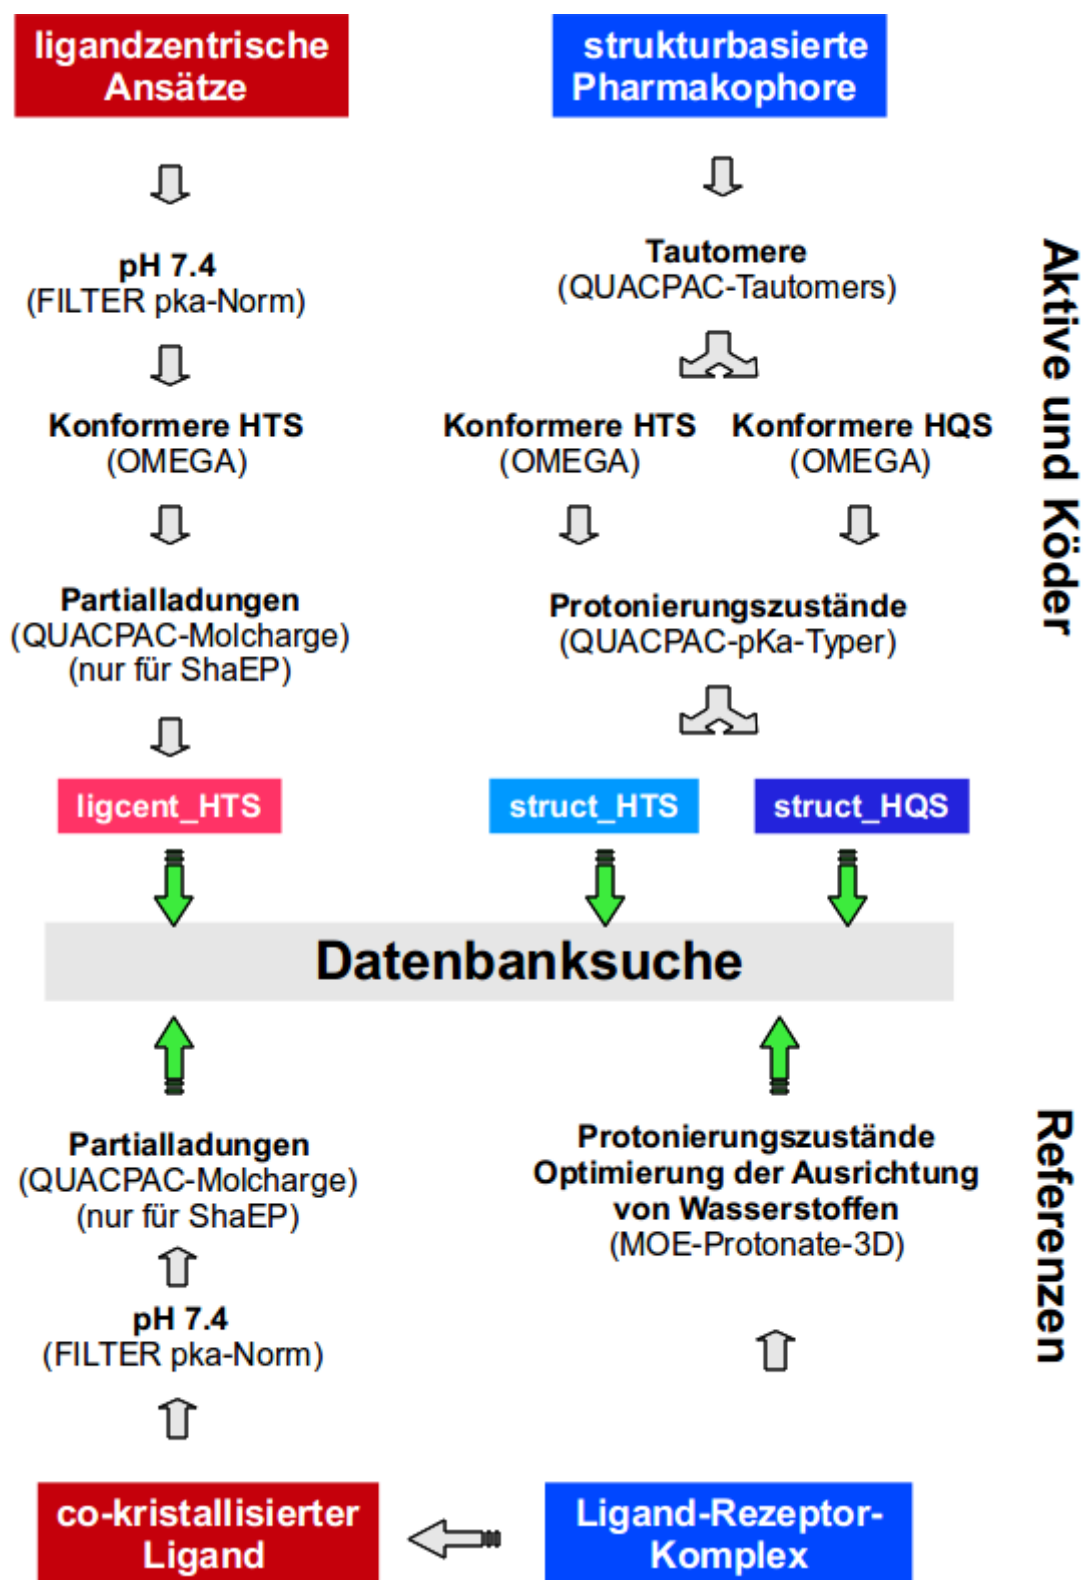 ligandzentrische
Ansätze
strukturbasierte
Pharmakophore
pH 7.4
(FILTER pka-Norm)
Tautomere
(QUACPAC-Tautomers)
Konformere HTS
(OMEGA)
Konformere HTS
(OMEGA)
Konformere HQS
(OMEGA)
Partialladungen
(QUACPAC-Molcharge)
(nur für ShaEP)
Protonierungszustände
(QUACPAC-pKa-Typer)
Aktive und Köder
ligcent_HTS
struct_HTS
struct_HQS
Datenbanksuche
Partialladungen
(QUACPAC-Molcharge)
(nur für ShaEP)
Protonierungszustände
Optimierung der Ausrichtung
von Wasserstoffen
(MOE-Protonate-3D)
pH 7.4
(FILTER pka-Norm)
Referenzen
co-kristallisierter
Ligand
Ligand-Rezeptor-
Komplex